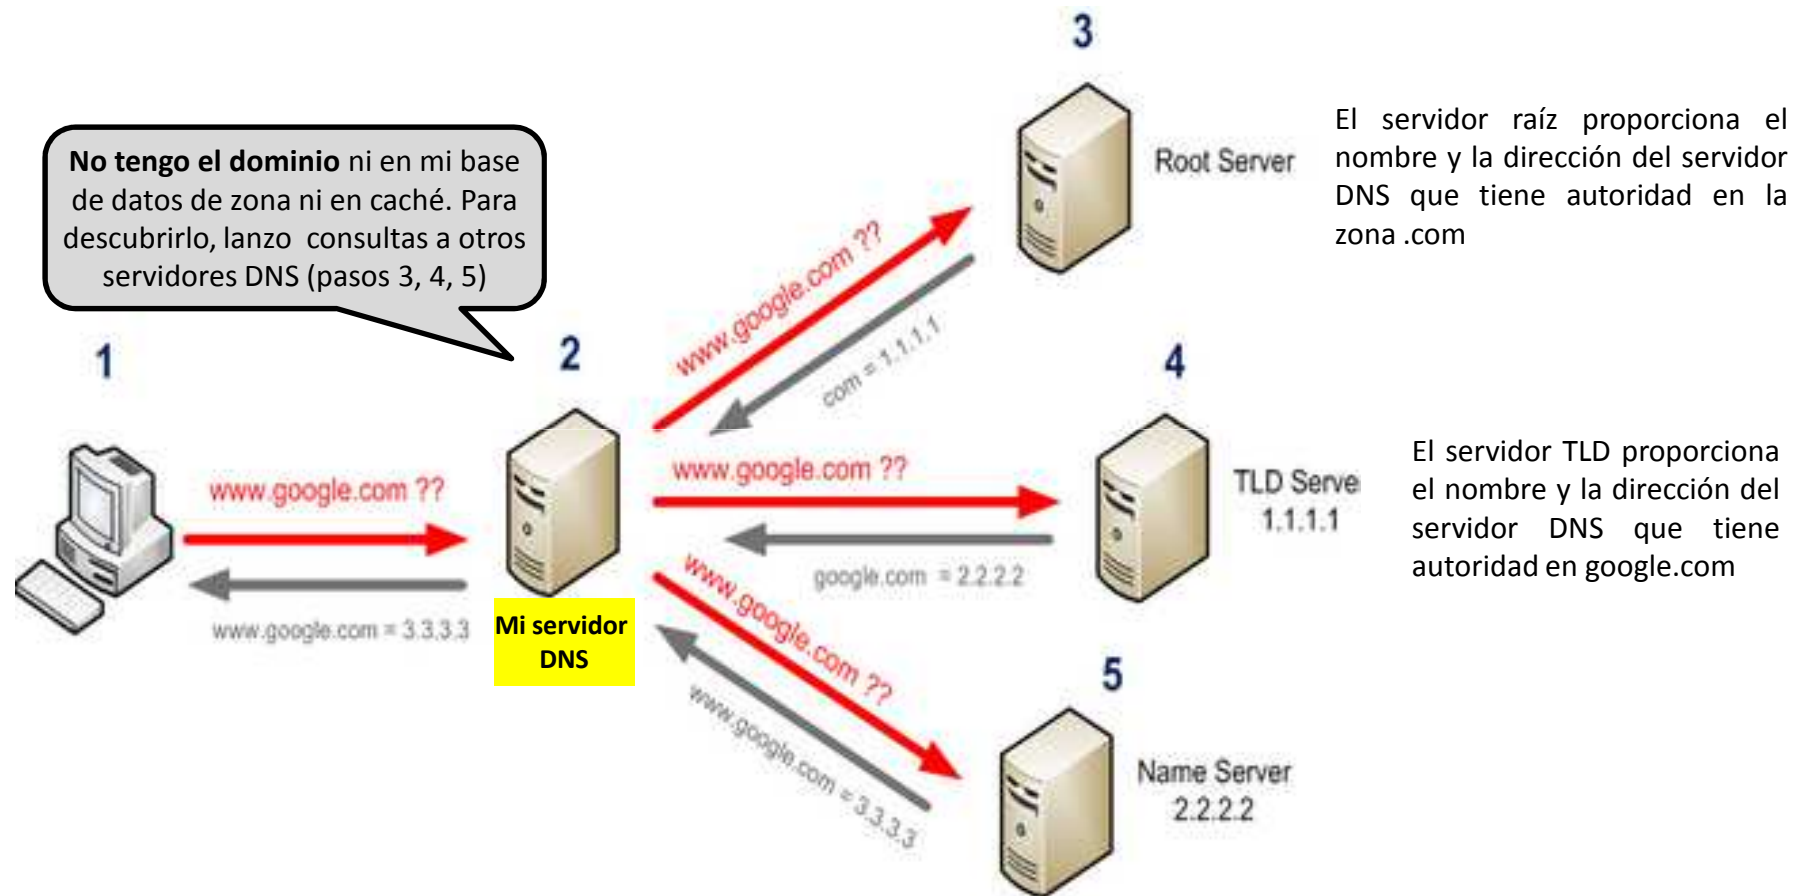 3
El servidor raíz proporciona el
nombre y la dirección del servidor
DNS que tiene autoridad en la
zona .com
Root Server
No tengo el dominio ni en mi base
de datos de zona ni en caché. Para
descubrirlo, lanzo consultas a otros
servidores DNS (pasos 3, 4, 5)
www.google.com ??
com = 1.1.1.1
1
2
4
www.google.com ??
www.google.com = 3.3.3.3
Mi servidor
DNS
www.google.com ??
google.com = 2.2.2.2
TLD Serve
1.1.1.1
El servidor TLD proporciona
el nombre y la dirección del
servidor DNS que tiene
autoridad en google.com
www.google.com ??
www.google.com = 3.3.3.3
5
Name Server
2.2.2.2